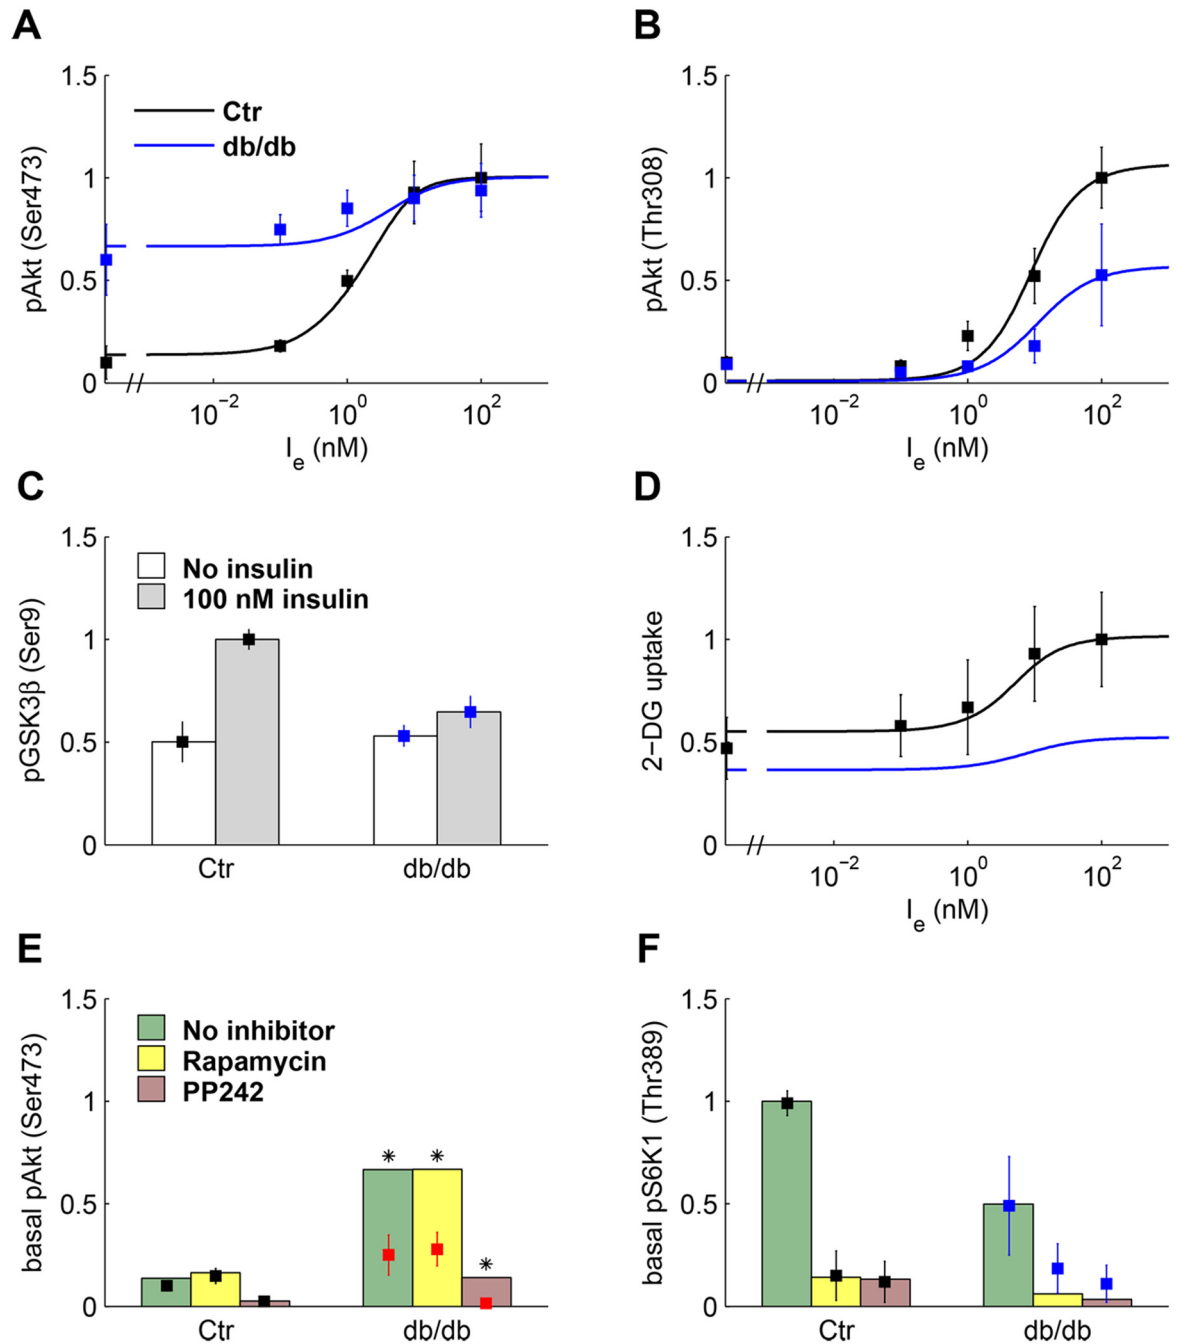 A
1.5
1
0.5
0
pAkt (Ser473)
Ctr
db/db
10−2
100
102
Ie (nM)
B
1.5
1
0.5
0
pAkt (Thr308)
10−2
100
102
Ie (nM)
C
1.5
1
0.5
0
pGSK3β (Ser9)
No insulin
100 nM insulin
Ctr
db/db
D
1.5
1
0.5
0
2−DG uptake
10−2
100
102
Ie (nM)
E
1.5
1
0.5
0
basal pAkt (Ser473)
No inhibitor
Rapamycin
PP242
*
*
*
Ctr
db/db
F
1.5
1
0.5
0
basal pS6K1 (Thr389)
Ctr
db/db